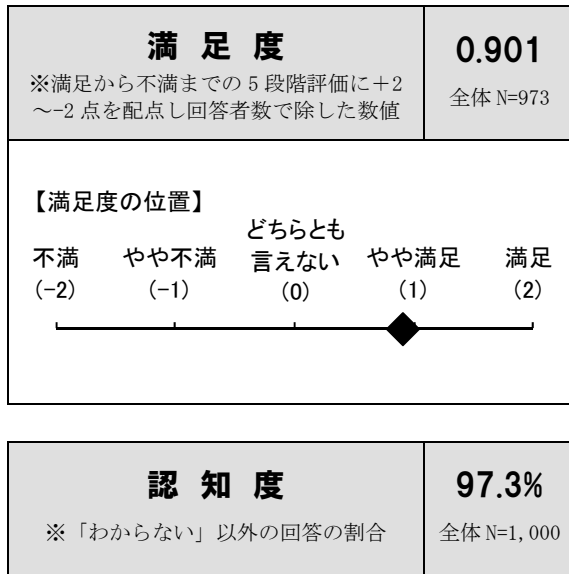 満 足 度
※満足から不満までの 5 段階評価に＋2
～-2 点を配点し回答者数で除した数値
0.901
全体 N=973
【満足度の位置】
不満
(-2)
やや不満
(-1)
どちらとも
言えない
(0)
やや満足
(1)
満足
(2)
認 知 度
※「わからない」以外の回答の割合
97.3%
全体 N=1,000